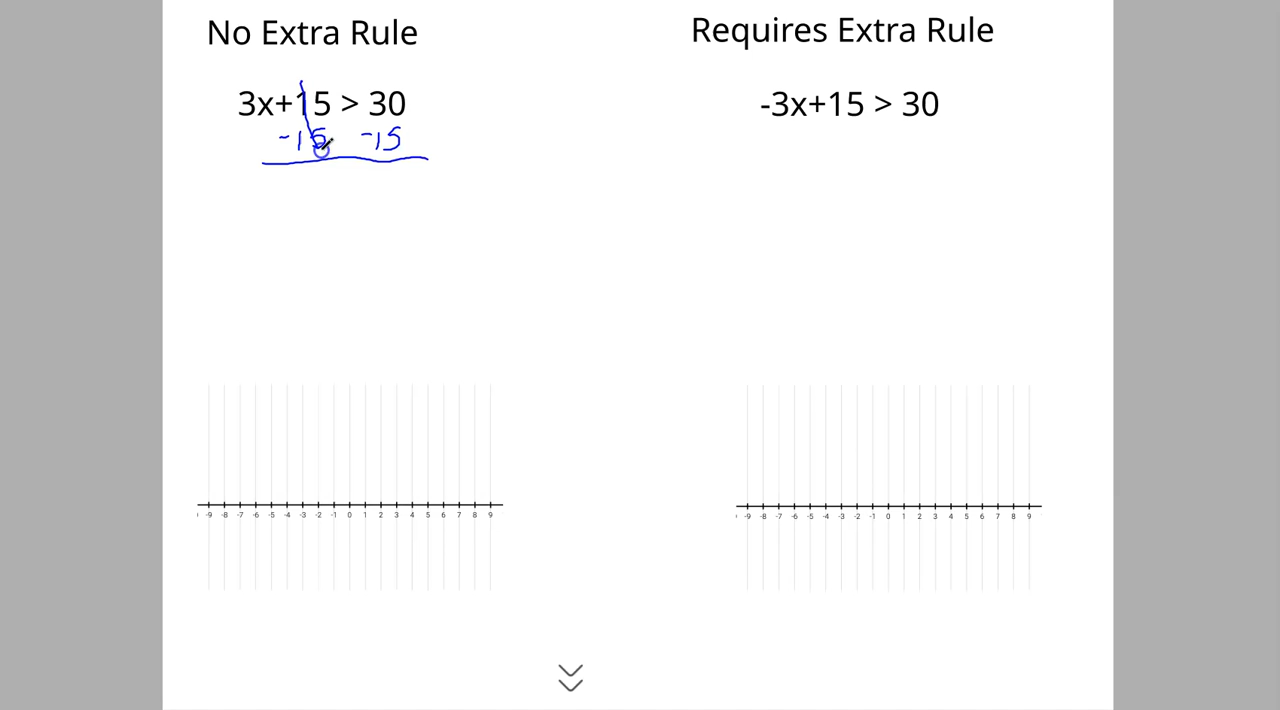 No Extra Rule
Requires Extra Rule
3x+15 > 30
-3x+15 > 30
-15 -15
-9 -8 -7 -6 -5 -4 -3 -2 -1 0 1 2 3 4 5 6 7 8 9
-9 -8 -7 -6 -5 -4 -3 -2 -1 0 1 2 3 4 5 6 7 8 9